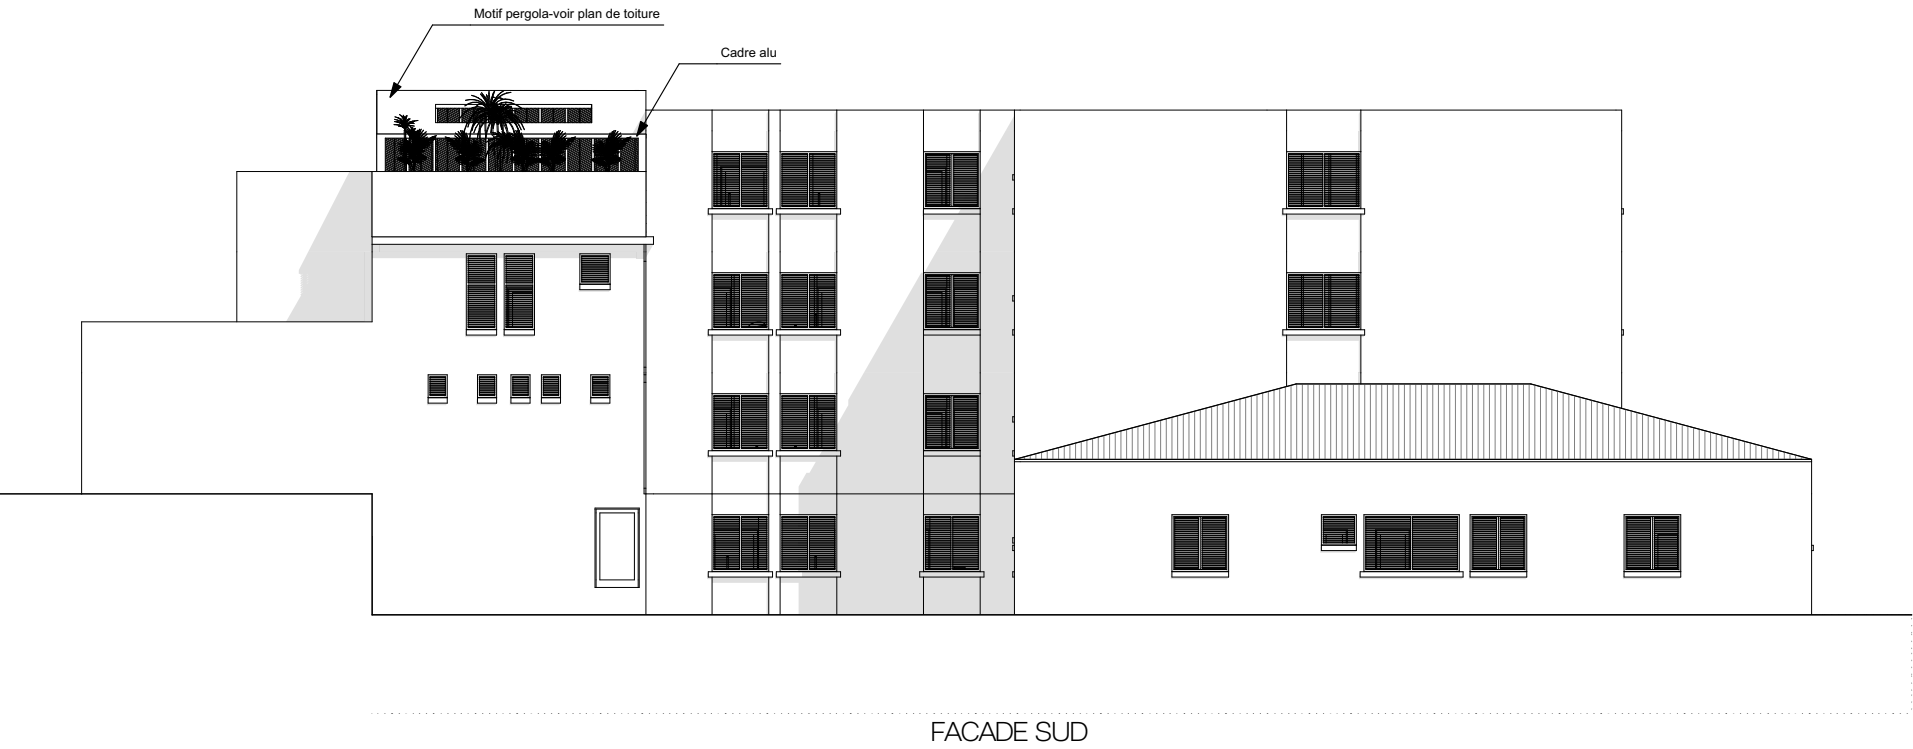 Motif pergola-voir plan de toiture
Cadre alu
FACADE SUD